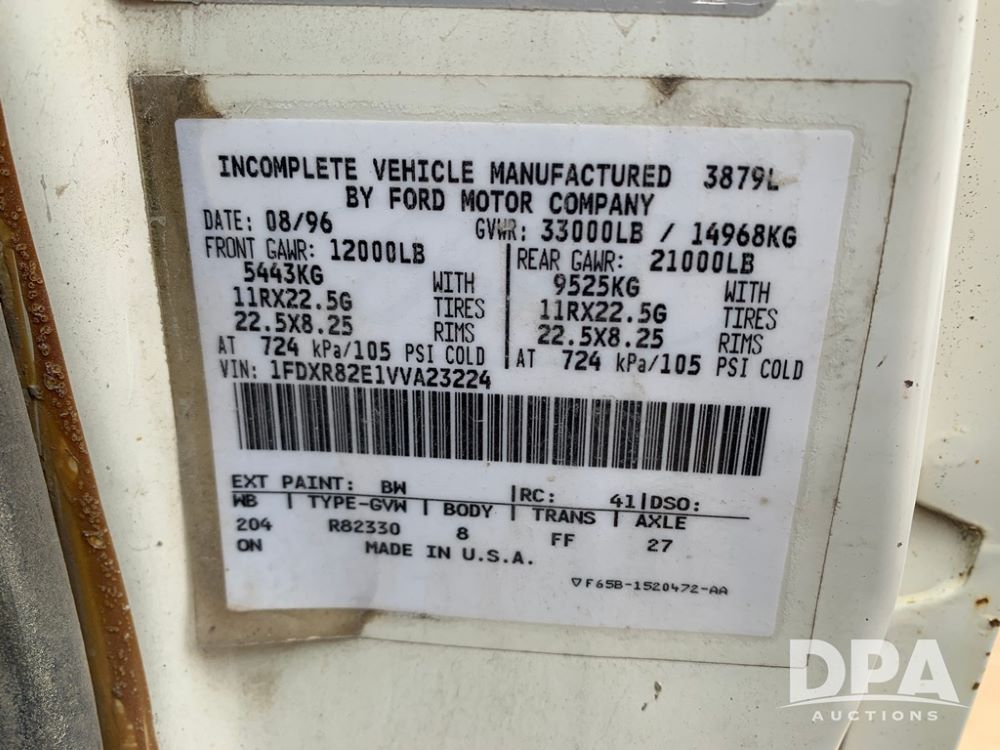 INCOMPLETE VEHICLE MANUFACTURED 3879L
BY FORD MOTOR COMPANY
DATE: 08/96 GVWR: 33000LB / 14968KG
FRONT GAWR: 12000LB REAR GAWR: 21000LB
5443KG WITH 9525KG WITH
11RX22.5G TIRES 11RX22.5G TIRES
22.5X8.25 RIMS 22.5X8.25 RIMS
AT 724 kPa/105 PSI COLD AT 724 kPa/105 PSI COLD
VIN: 1FDXR82E1VVA23224
EXT PAINT: BW |RC: 41|DSO:
WB | TYPE-GVW | BODY | TRANS | AXLE
204 R82330 8 FF 27
ON MADE IN U.S.A.
▽F65B-1520472-AA
DPA
AUCTIONS